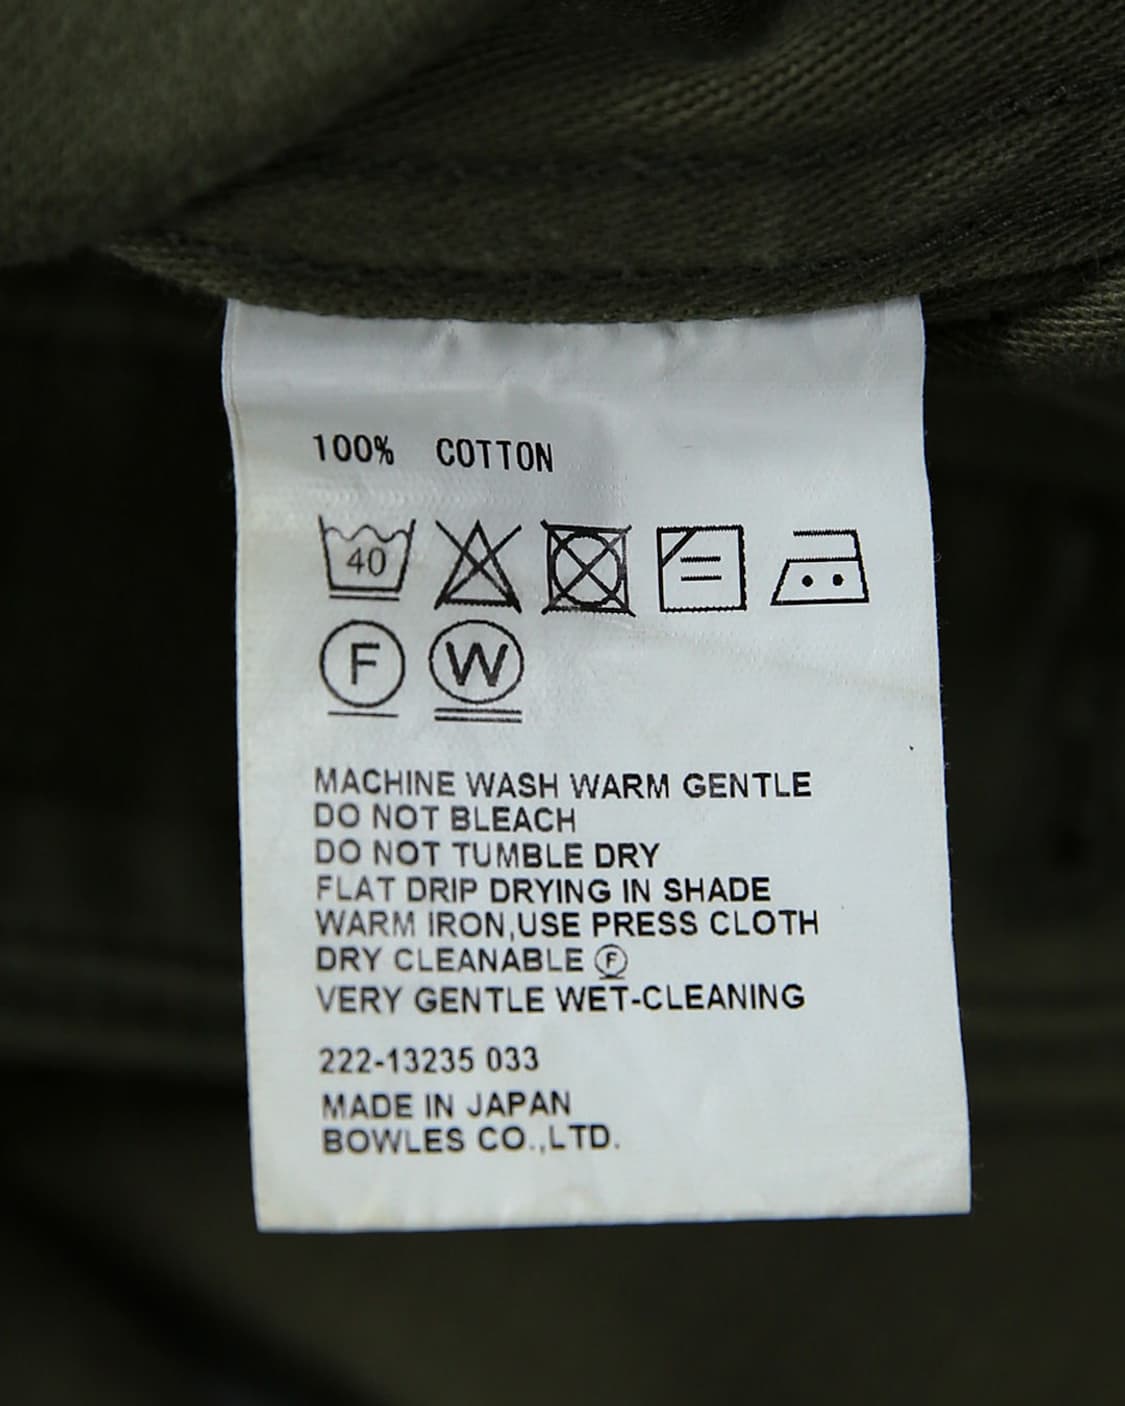 100% COTTON
40
F W
MACHINE WASH WARM GENTLE
DO NOT BLEACH
DO NOT TUMBLE DRY
FLAT DRIP DRYING IN SHADE
WARM IRON,USE PRESS CLOTH
DRY CLEANABLE Ⓕ
VERY GENTLE WET-CLEANING
222-13235 033
MADE IN JAPAN
BOWLES CO.,LTD.